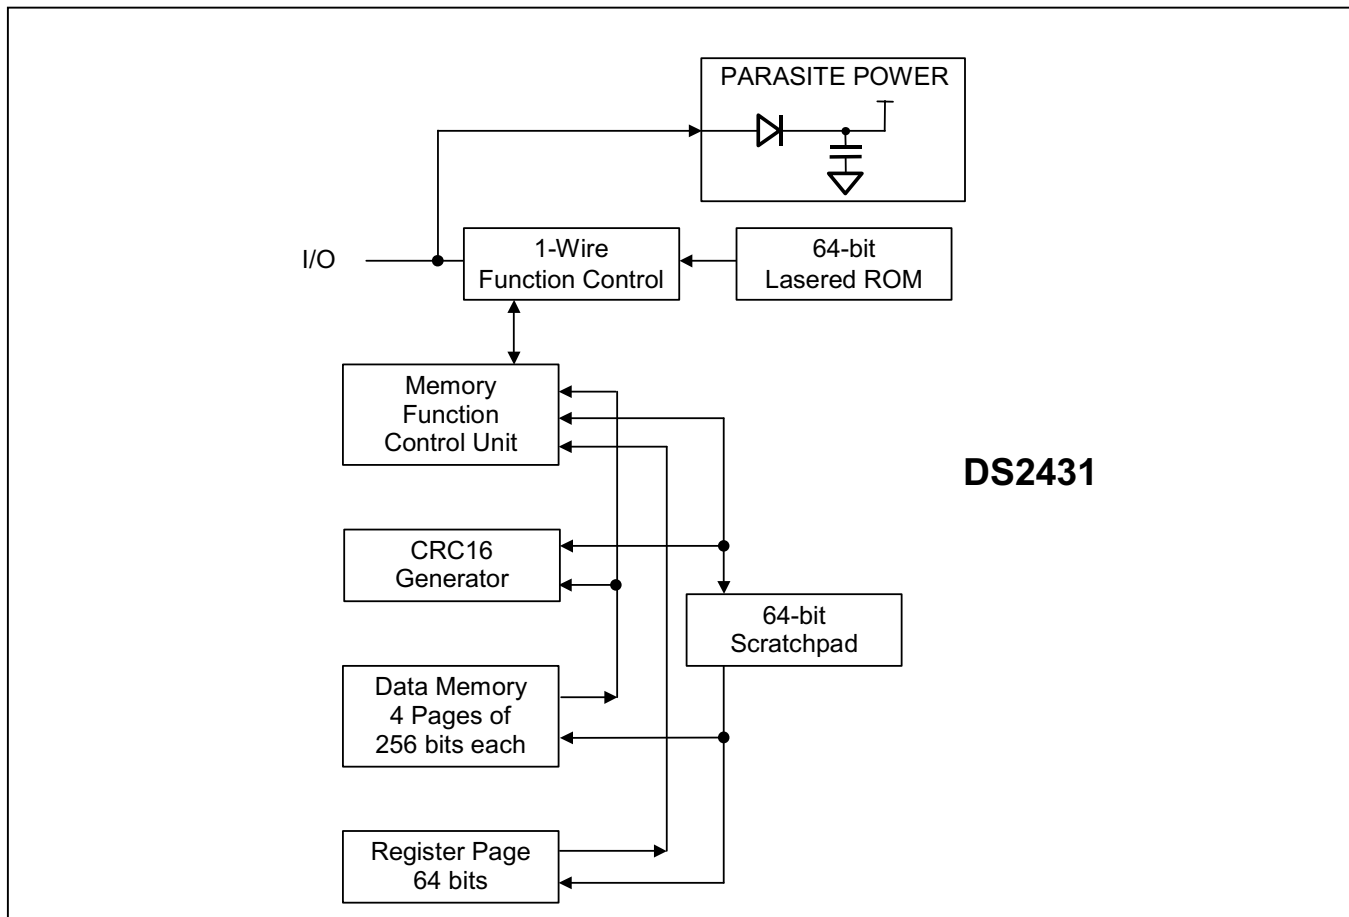 PARASITE POWER
I/O
1-Wire
Function Control
64-bit
Lasered ROM
Memory
Function
Control Unit
DS2431
CRC16
Generator
64-bit
Scratchpad
Data Memory
4 Pages of
256 bits each
Register Page
64 bits